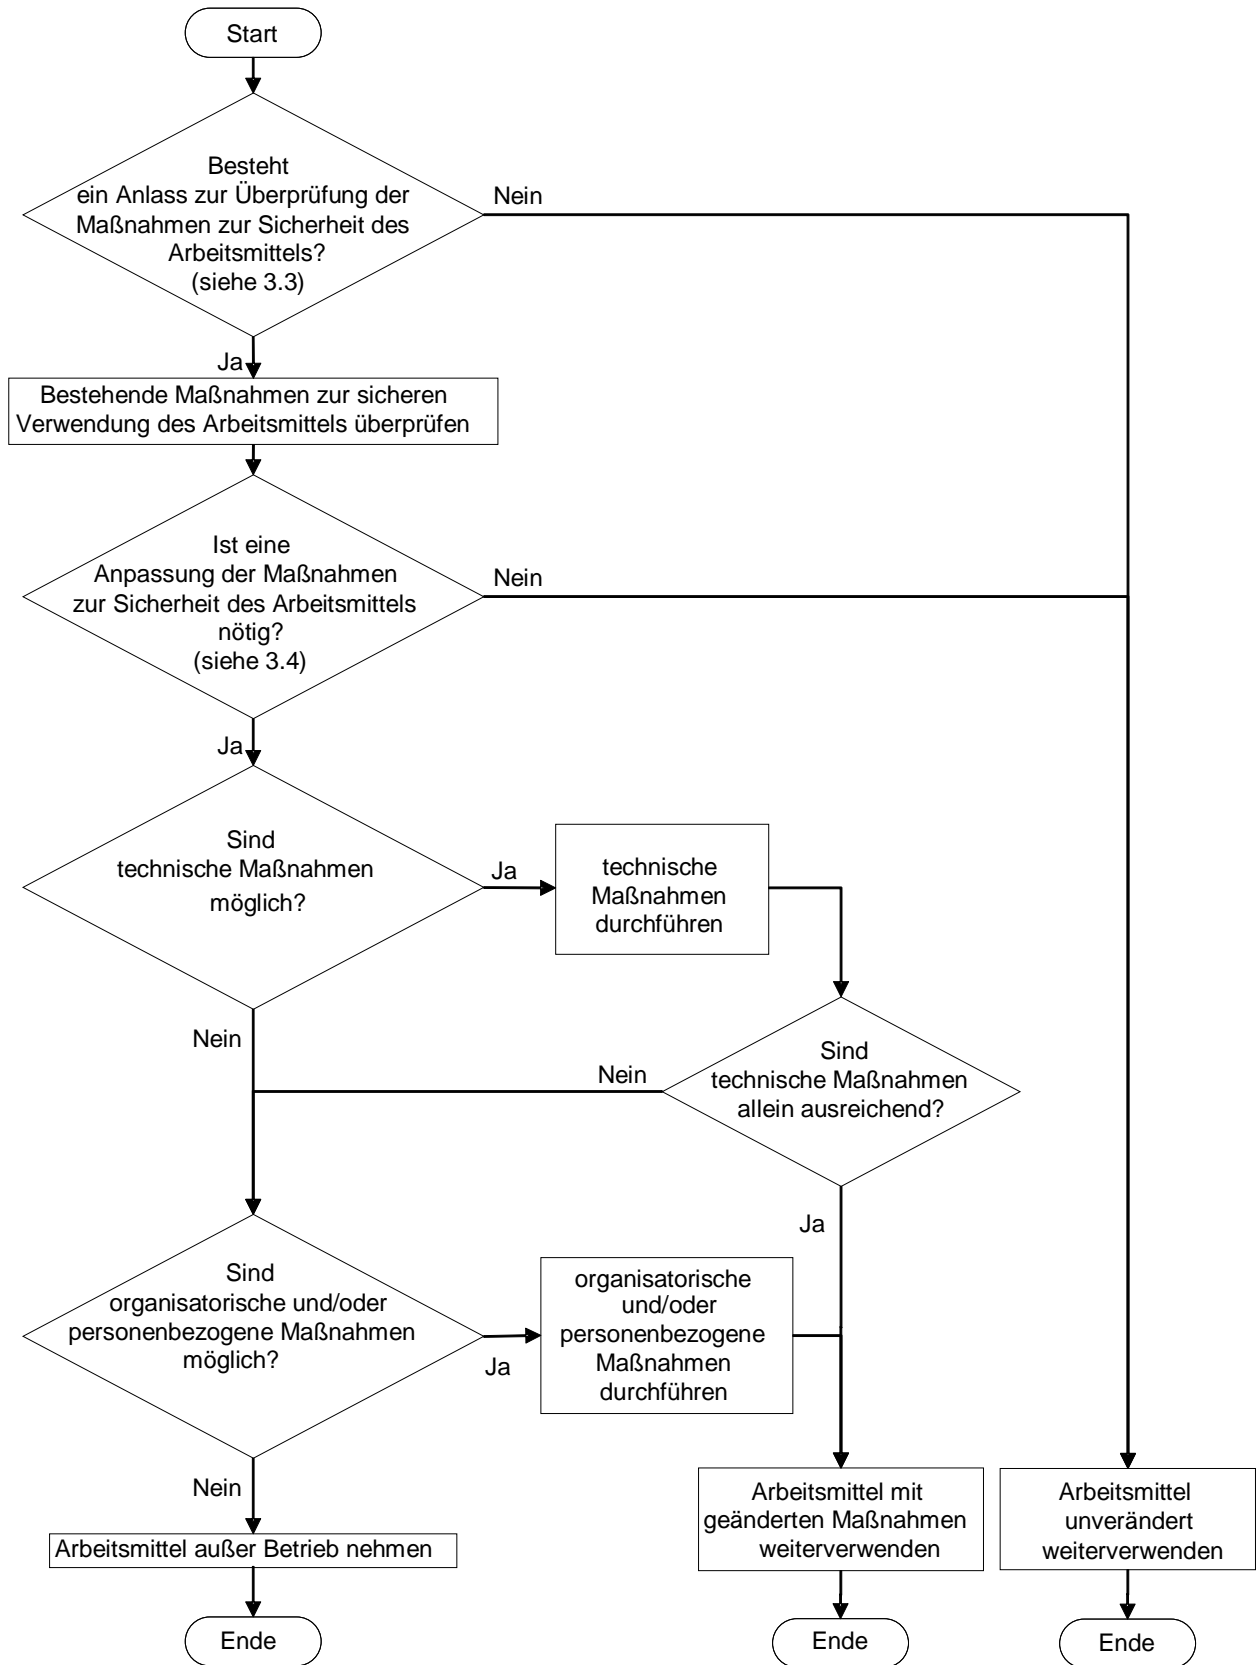 Start
Besteht
ein Anlass zur Überprüfung der
Maßnahmen zur Sicherheit des
Arbeitsmittels?
(siehe 3.3)
Nein
Ja
Bestehende Maßnahmen zur sicheren
Verwendung des Arbeitsmittels überprüfen
Ist eine
Anpassung der Maßnahmen
zur Sicherheit des Arbeitsmittels
nötig?
(siehe 3.4)
Nein
Ja
Sind
technische Maßnahmen
möglich?
Ja
technische
Maßnahmen
durchführen
Nein
Sind
technische Maßnahmen
allein ausreichend?
Nein
Ja
Sind
organisatorische und/oder
personenbezogene Maßnahmen
möglich?
Ja
organisatorische
und/oder
personenbezogene
Maßnahmen
durchführen
Nein
Arbeitsmittel außer Betrieb nehmen
Arbeitsmittel mit
geänderten Maßnahmen
weiterverwenden
Arbeitsmittel
unverändert
weiterverwenden
Ende
Ende
Ende